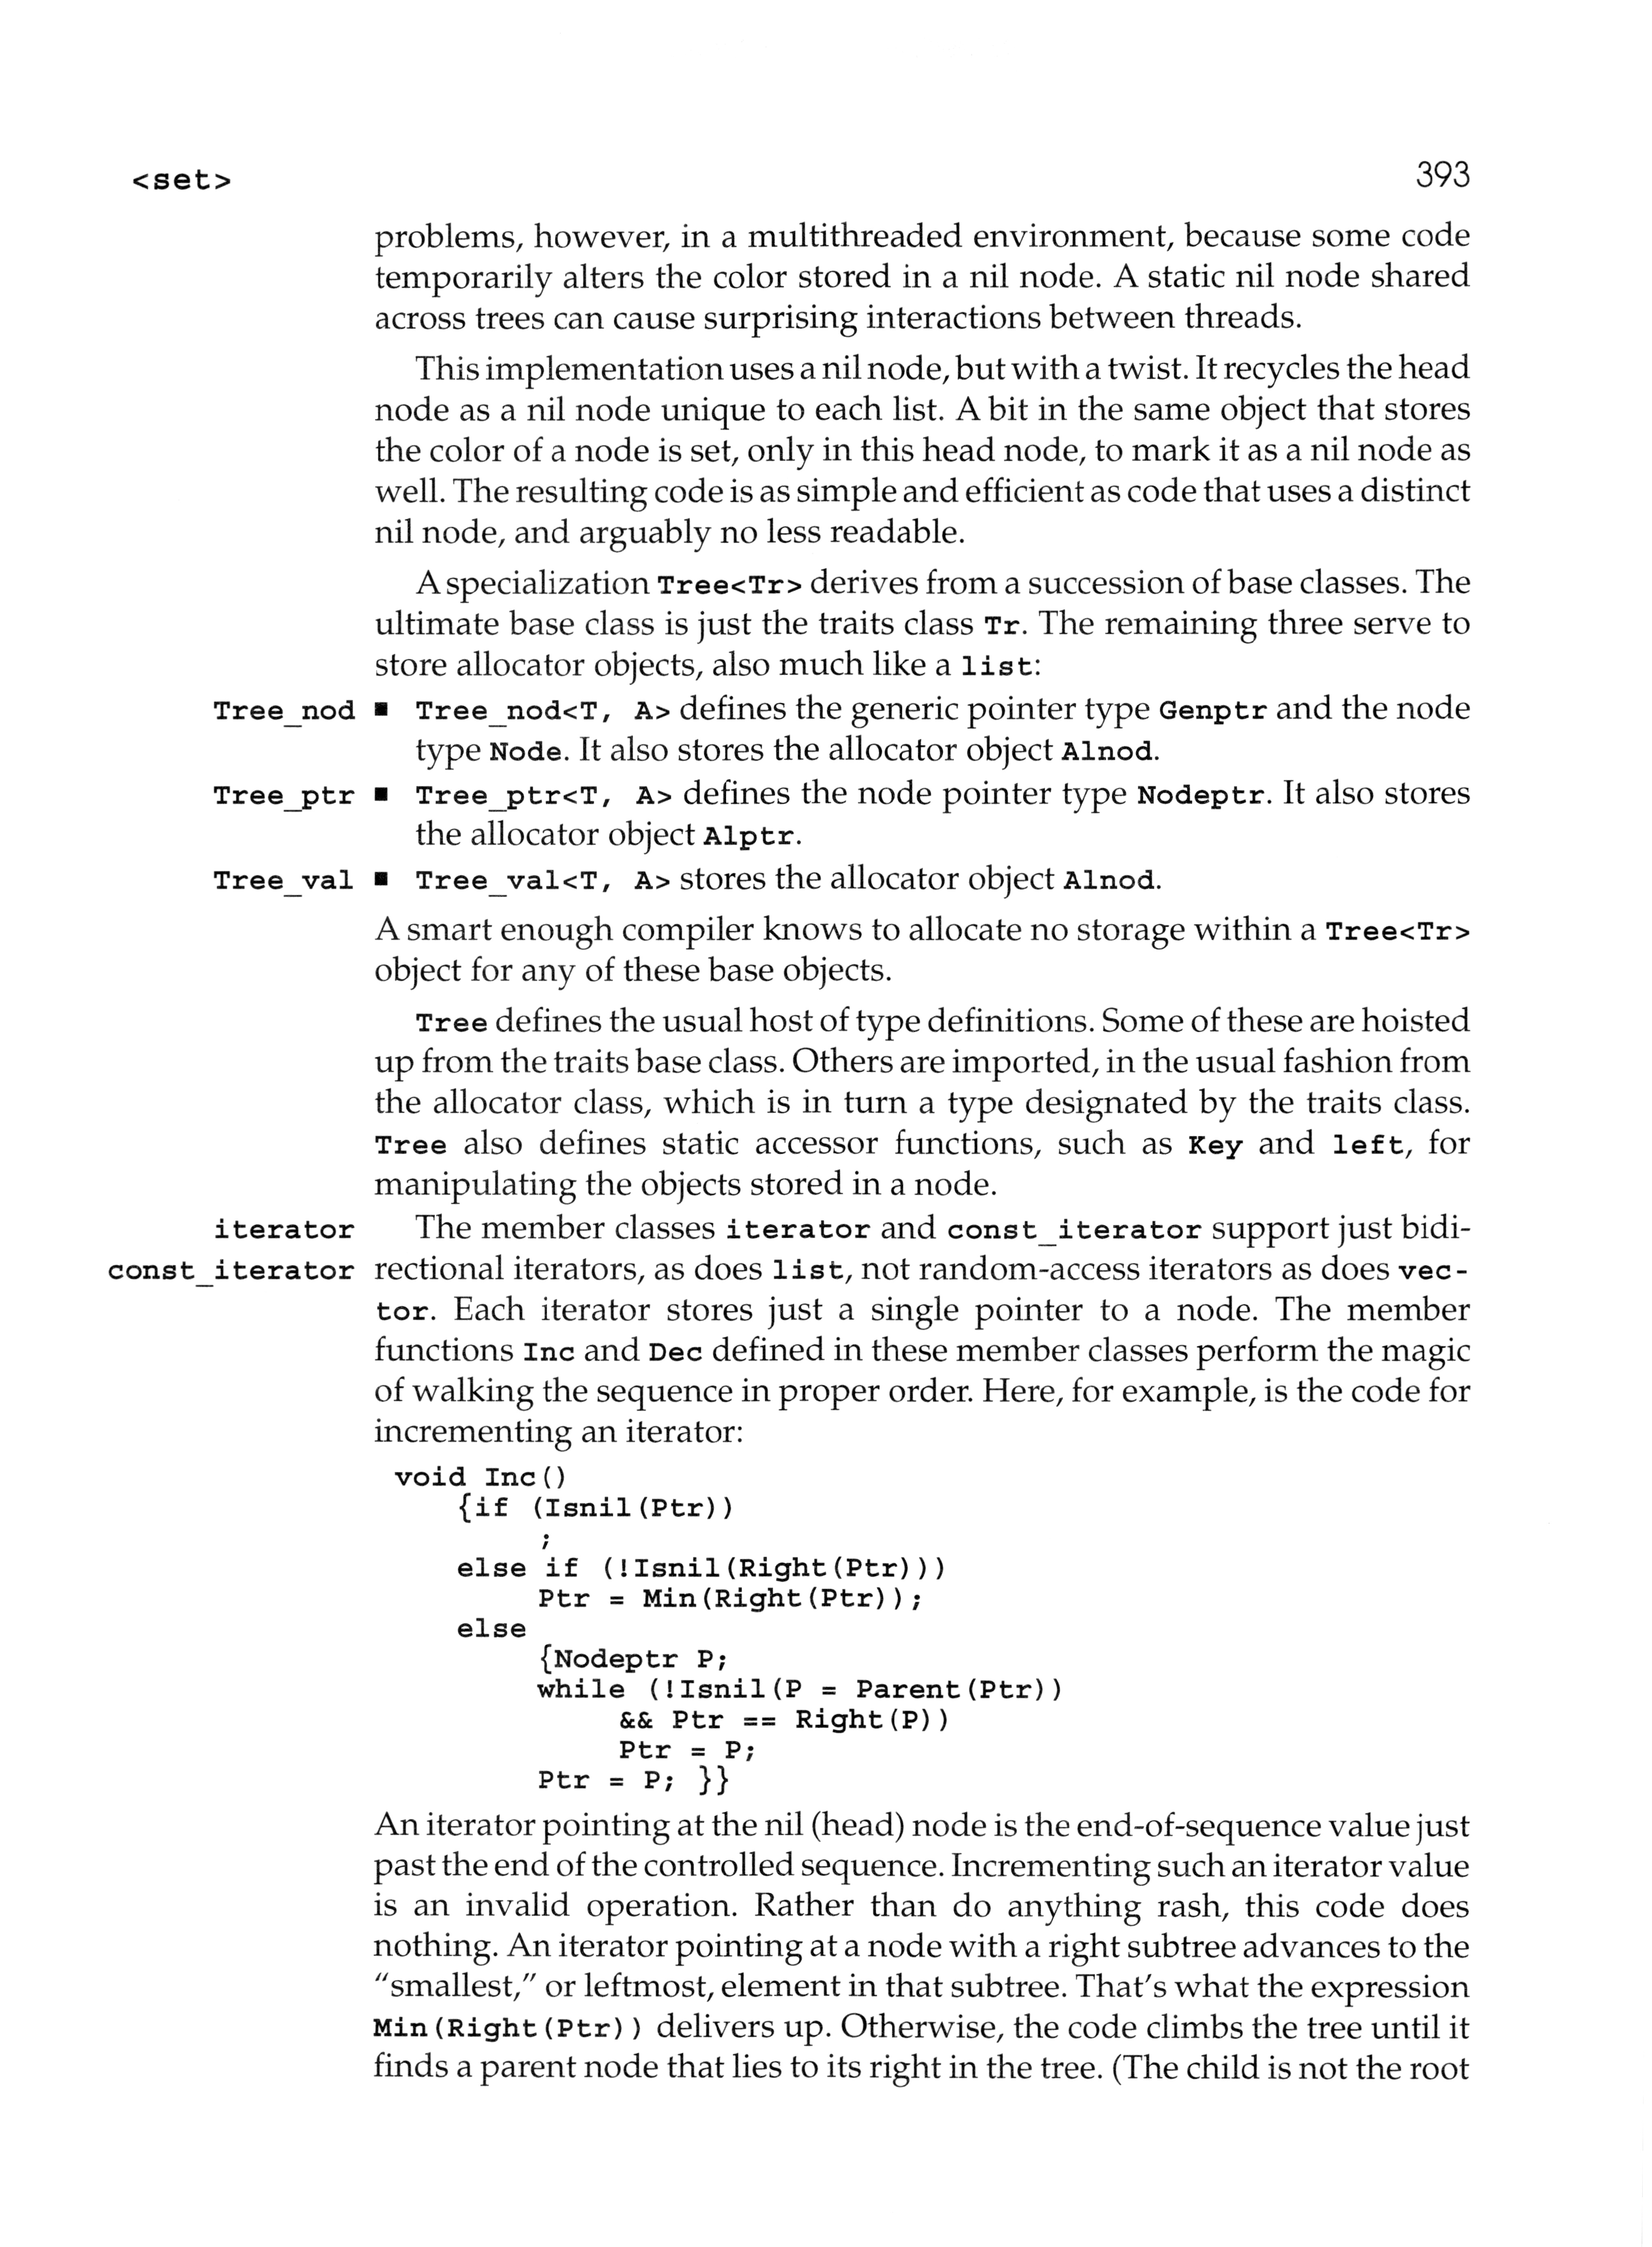 <set>
393
problems, however, in a multithreaded environment, because some code
temporarily alters the color stored in a nil node. A static nil node shared
across trees can cause surprising interactions between threads.
This implementation uses a nil node, but with a twist. It recycles the head
node as a nil node unique to each list. A bit in the same object that stores
the color of a node is set, only in this head node, to mark it as a nil node as
well. The resulting code is as simple and efficient as code that uses a distinct
nil node, and arguably no less readable.
A specialization Tree<Tr> derives from a succession of base classes. The
ultimate base class is just the traits class Tr. The remaining three serve to
store allocator objects, also much like a list:
Tree_nod ■ Tree_nod<T, A> defines the generic pointer type Genptr and the node
type Node. It also stores the allocator object Alnod.
Tree_ptr ■ Tree_ptr<T, A> defines the node pointer type Nodeptr. It also stores
the allocator object Alptr.
Tree_val ■ Tree_val<T, A> stores the allocator object Alnod.
A smart enough compiler knows to allocate no storage within a Tree<Tr>
object for any of these base objects.
Tree defines the usual host of type definitions. Some of these are hoisted
up from the traits base class. Others are imported, in the usual fashion from
the allocator class, which is in turn a type designated by the traits class.
Tree also defines static accessor functions, such as Key and left, for
manipulating the objects stored in a node.
iterator The member classes iterator and const_iterator support just bidi-
const_iterator rectional iterators, as does list, not random-access iterators as does vec-
tor. Each iterator stores just a single pointer to a node. The member
functions Inc and Dec defined in these member classes perform the magic
of walking the sequence in proper order. Here, for example, is the code for
incrementing an iterator:
void Inc()
{if (Isnil(Ptr))
;
else if (!Isnil(Right(Ptr)))
Ptr = Min(Right(Ptr));
else
{Nodeptr P;
while (!Isnil(P = Parent(Ptr))
&& Ptr == Right(P))
Ptr = P;
Ptr = P; }}
An iterator pointing at the nil (head) node is the end-of-sequence value just
past the end of the controlled sequence. Incrementing such an iterator value
is an invalid operation. Rather than do anything rash, this code does
nothing. An iterator pointing at a node with a right subtree advances to the
"smallest," or leftmost, element in that subtree. That's what the expression
Min(Right(Ptr)) delivers up. Otherwise, the code climbs the tree until it
finds a parent node that lies to its right in the tree. (The child is not the root